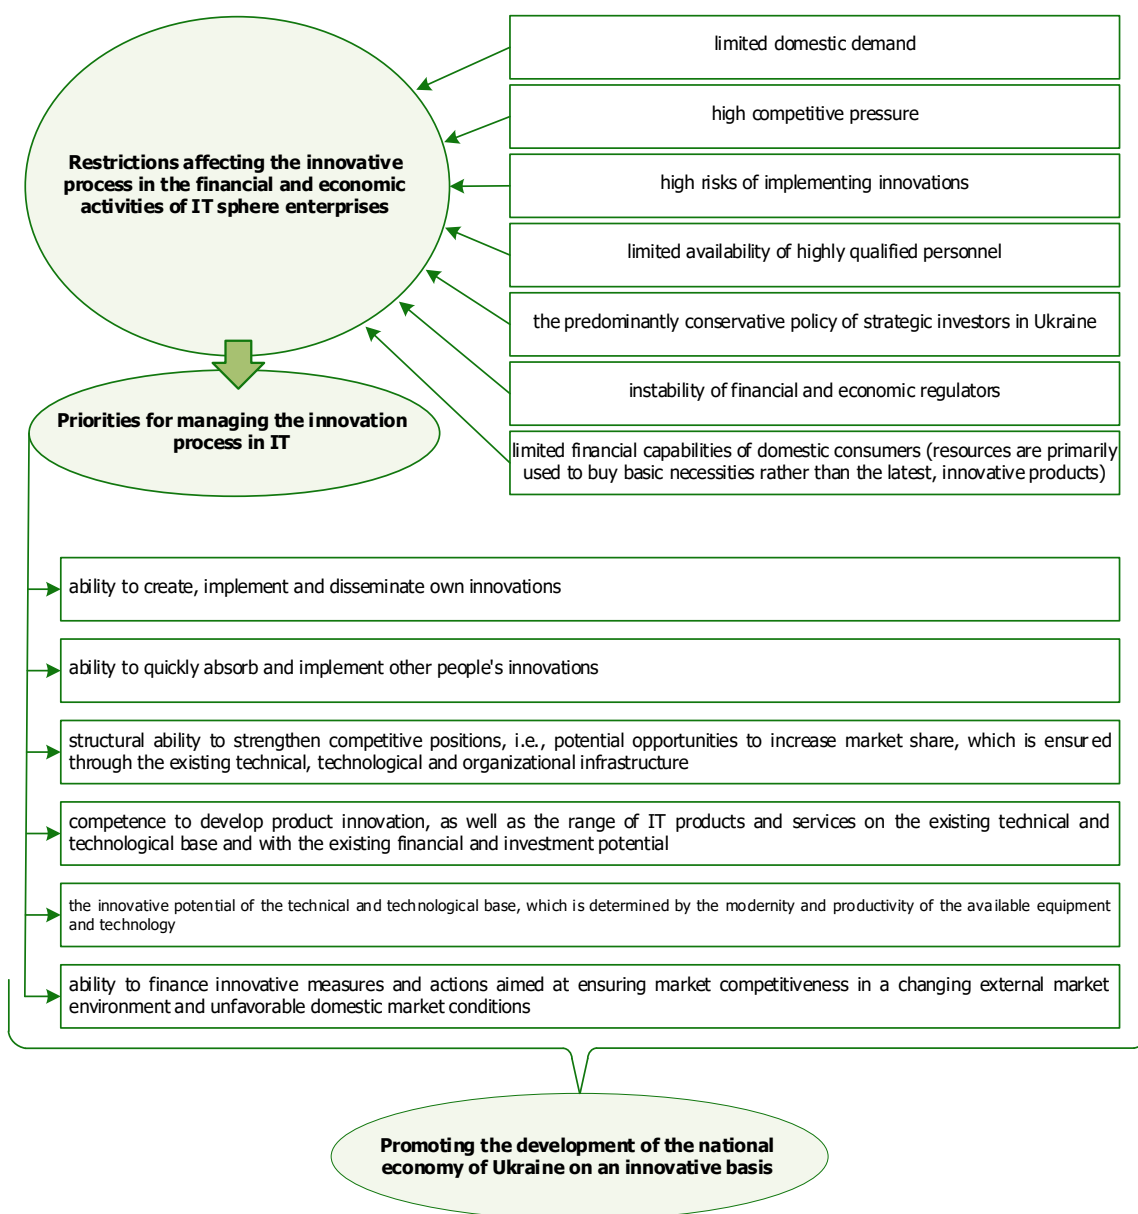 limited domestic demand
high competitive pressure
Restrictions affecting the innovative
process in the financial and economic
activities of IT sphere enterprises
high risks of implementing innovations
limited availability of highly qualified personnel
the predominantly conservative policy of strategic investors in Ukraine
instability of financial and economic regulators
Priorities for managing the innovation
process in IT
limited financial capabilities of domestic consumers (resources are primarily
used to buy basic necessities rather than the latest, innovative products)
ability to create, implement and disseminate own innovations
ability to quickly absorb and implement other people's innovations
structural ability to strengthen competitive positions, i.e., potential opportunities to increase market share, which is ensured
through the existing technical, technological and organizational infrastructure
competence to develop product innovation, as well as the range of IT products and services on the existing technical and
technological base and with the existing financial and investment potential
the innovative potential of the technical and technological base, which is determined by the modernity and productivity of the available equipment
and technology
ability to finance innovative measures and actions aimed at ensuring market competitiveness in a changing external market
environment and unfavorable domestic market conditions
Promoting the development of the national
economy of Ukraine on an innovative basis